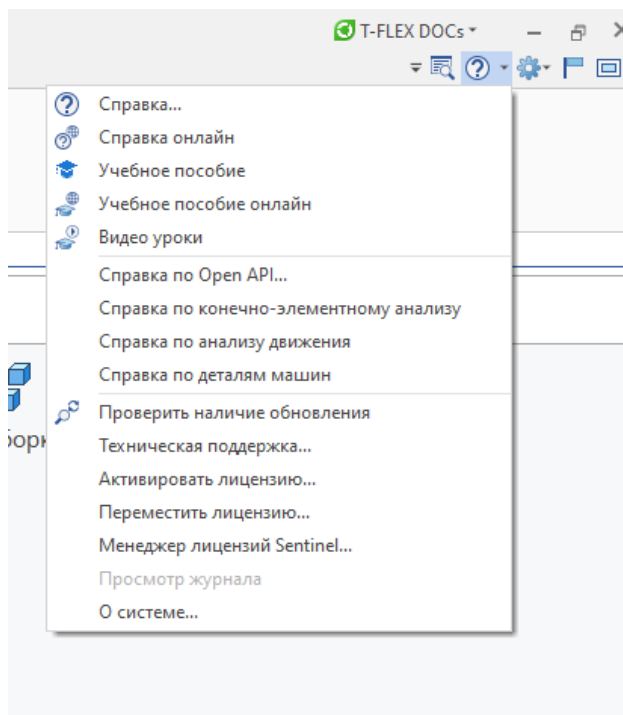 T-FLEX DOCs
Справка...
Справка онлайн
Учебное пособие
Учебное пособие онлайн
Видео уроки
Справка по Open API...
Справка по конечно-элементному анализу
Справка по анализу движения
Справка по деталям машин
Проверить наличие обновления
Техническая поддержка...
Активировать лицензию...
Переместить лицензию...
Менеджер лицензий Sentinel...
Просмотр журнала
О системе...